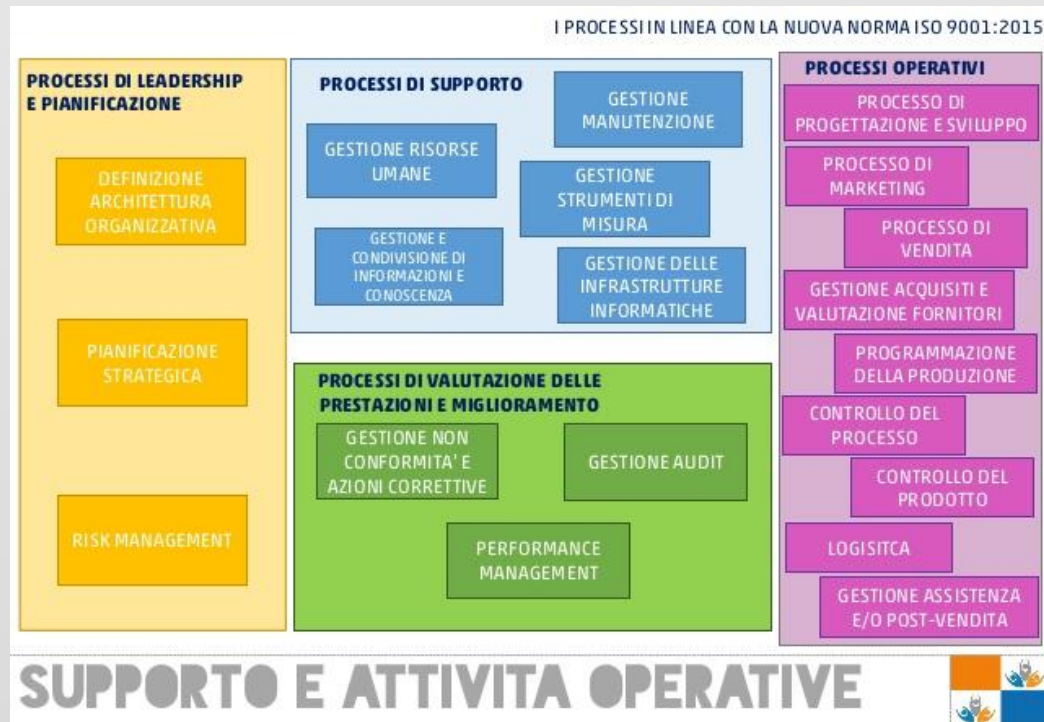 I PROCESSI IN LINEA CON LA NUOVA NORMA ISO 9001:2015
PROCESSI DI LEADERSHIP
E PIANIFICAZIONE
DEFINIZIONE
ARCHITETTURA
ORGANIZZATIVA
PIANIFICAZIONE
STRATEGICA
RISK MANAGEMENT
PROCESSI DI SUPPORTO
GESTIONE
MANUTENZIONE
GESTIONE RISORSE
UMANE
GESTIONE
STRUMENTI DI
MISURA
GESTIONE E
CONDIVISIONE DI
INFORMAZIONI E
CONOSCENZA
GESTIONE DELLE
INFRASTRUTTURE
INFORMATICHE
PROCESSI DI VALUTAZIONE DELLE
PRESTAZIONI E MIGLIORAMENTO
GESTIONE NON
CONFORMITA' E
AZIONI CORRETTIVE
GESTIONE AUDIT
PERFORMANCE
MANAGEMENT
PROCESSI OPERATIVI
PROCESSO DI
PROGETTAZIONE E SVILUPPO
PROCESSO DI
MARKETING
PROCESSO DI
VENDITA
GESTIONE ACQUISITI E
VALUTAZIONE FORNITORI
PROGRAMMAZIONE
DELLA PRODUZIONE
CONTROLLO DEL
PROCESSO
CONTROLLO DEL
PRODOTTO
LOGISITCA
GESTIONE ASSISTENZA
E/O POST-VENDITA
SUPPORTO E ATTIVITA OPERATIVE